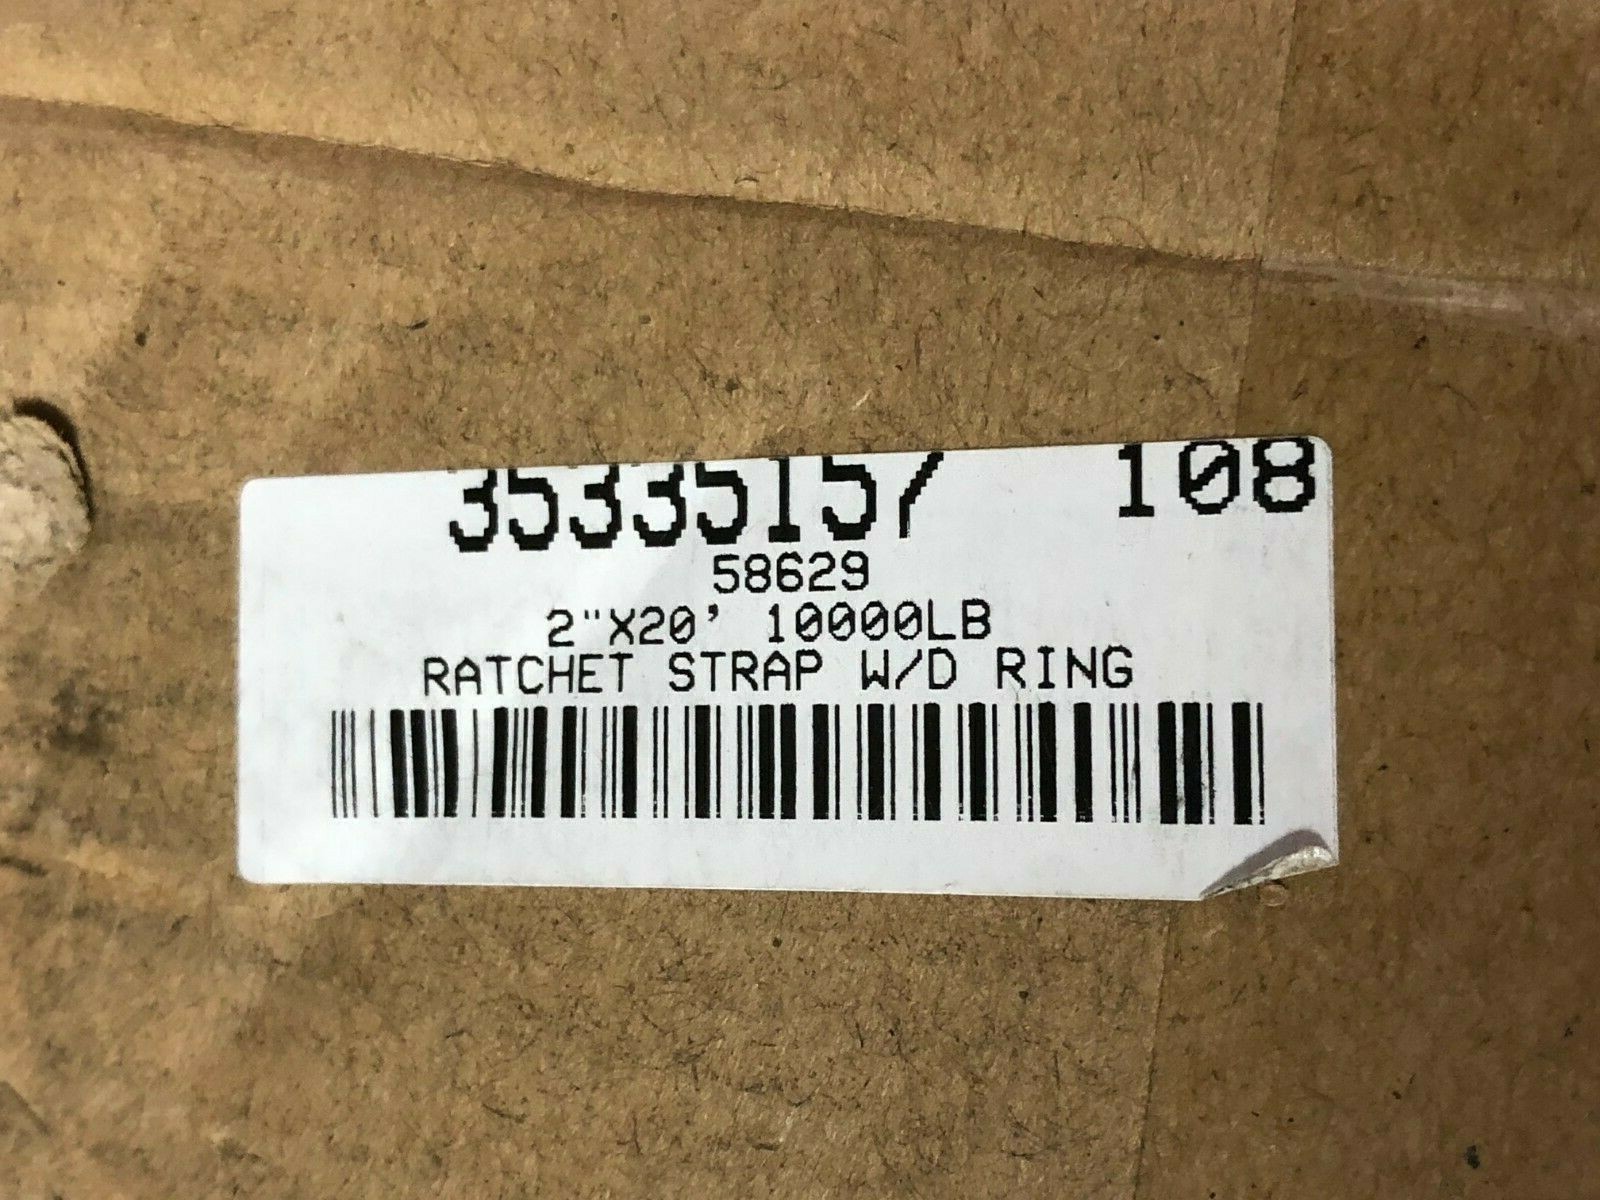 35335157 108
58629
2"X20' 10000LB
RATCHET STRAP W/D RING